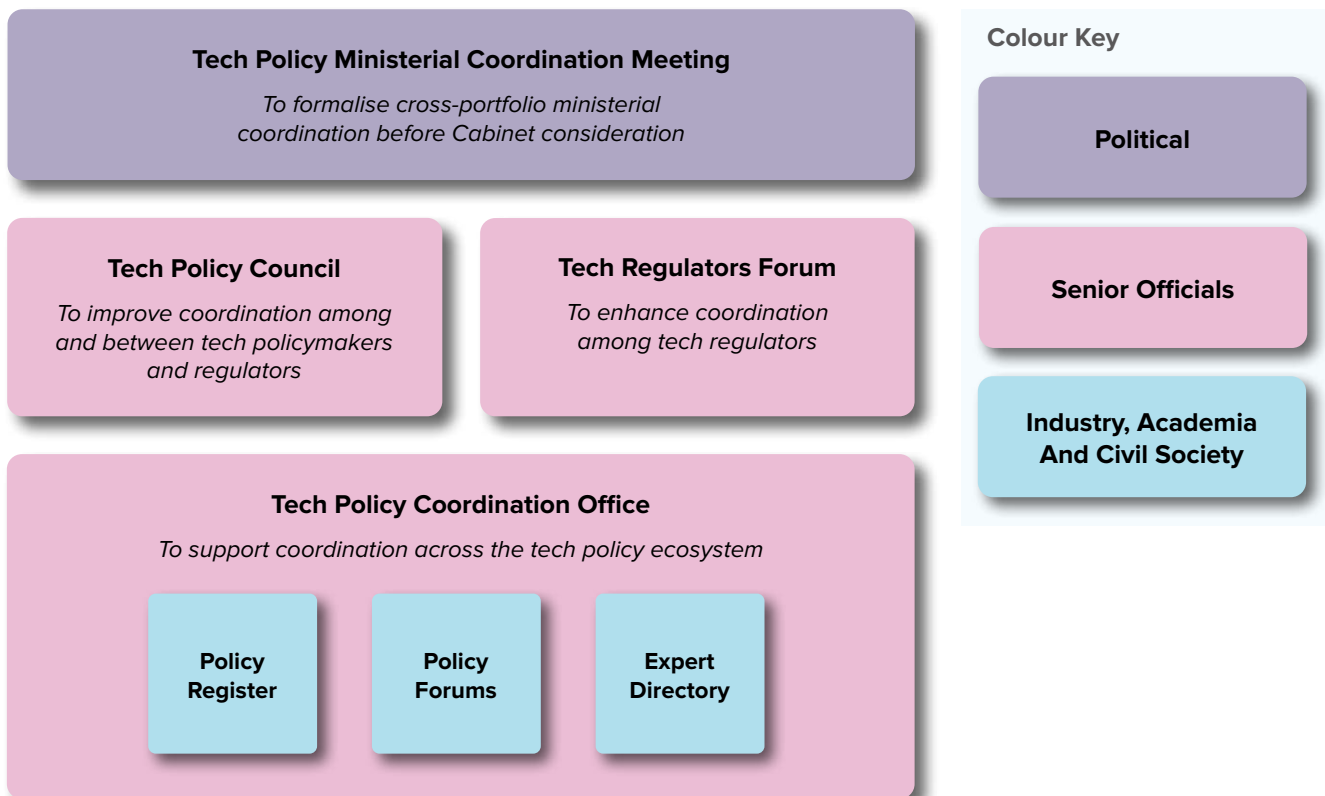 Tech Policy Ministerial Coordination Meeting
To formalise cross-portfolio ministerial
coordination before Cabinet consideration
Tech Policy Council
To improve coordination among
and between tech policymakers
and regulators
Tech Regulators Forum
To enhance coordination
among tech regulators
Tech Policy Coordination Office
To support coordination across the tech policy ecosystem
Policy
Register
Policy
Forums
Expert
Directory
Colour Key
Political
Senior Officials
Industry, Academia
And Civil Society